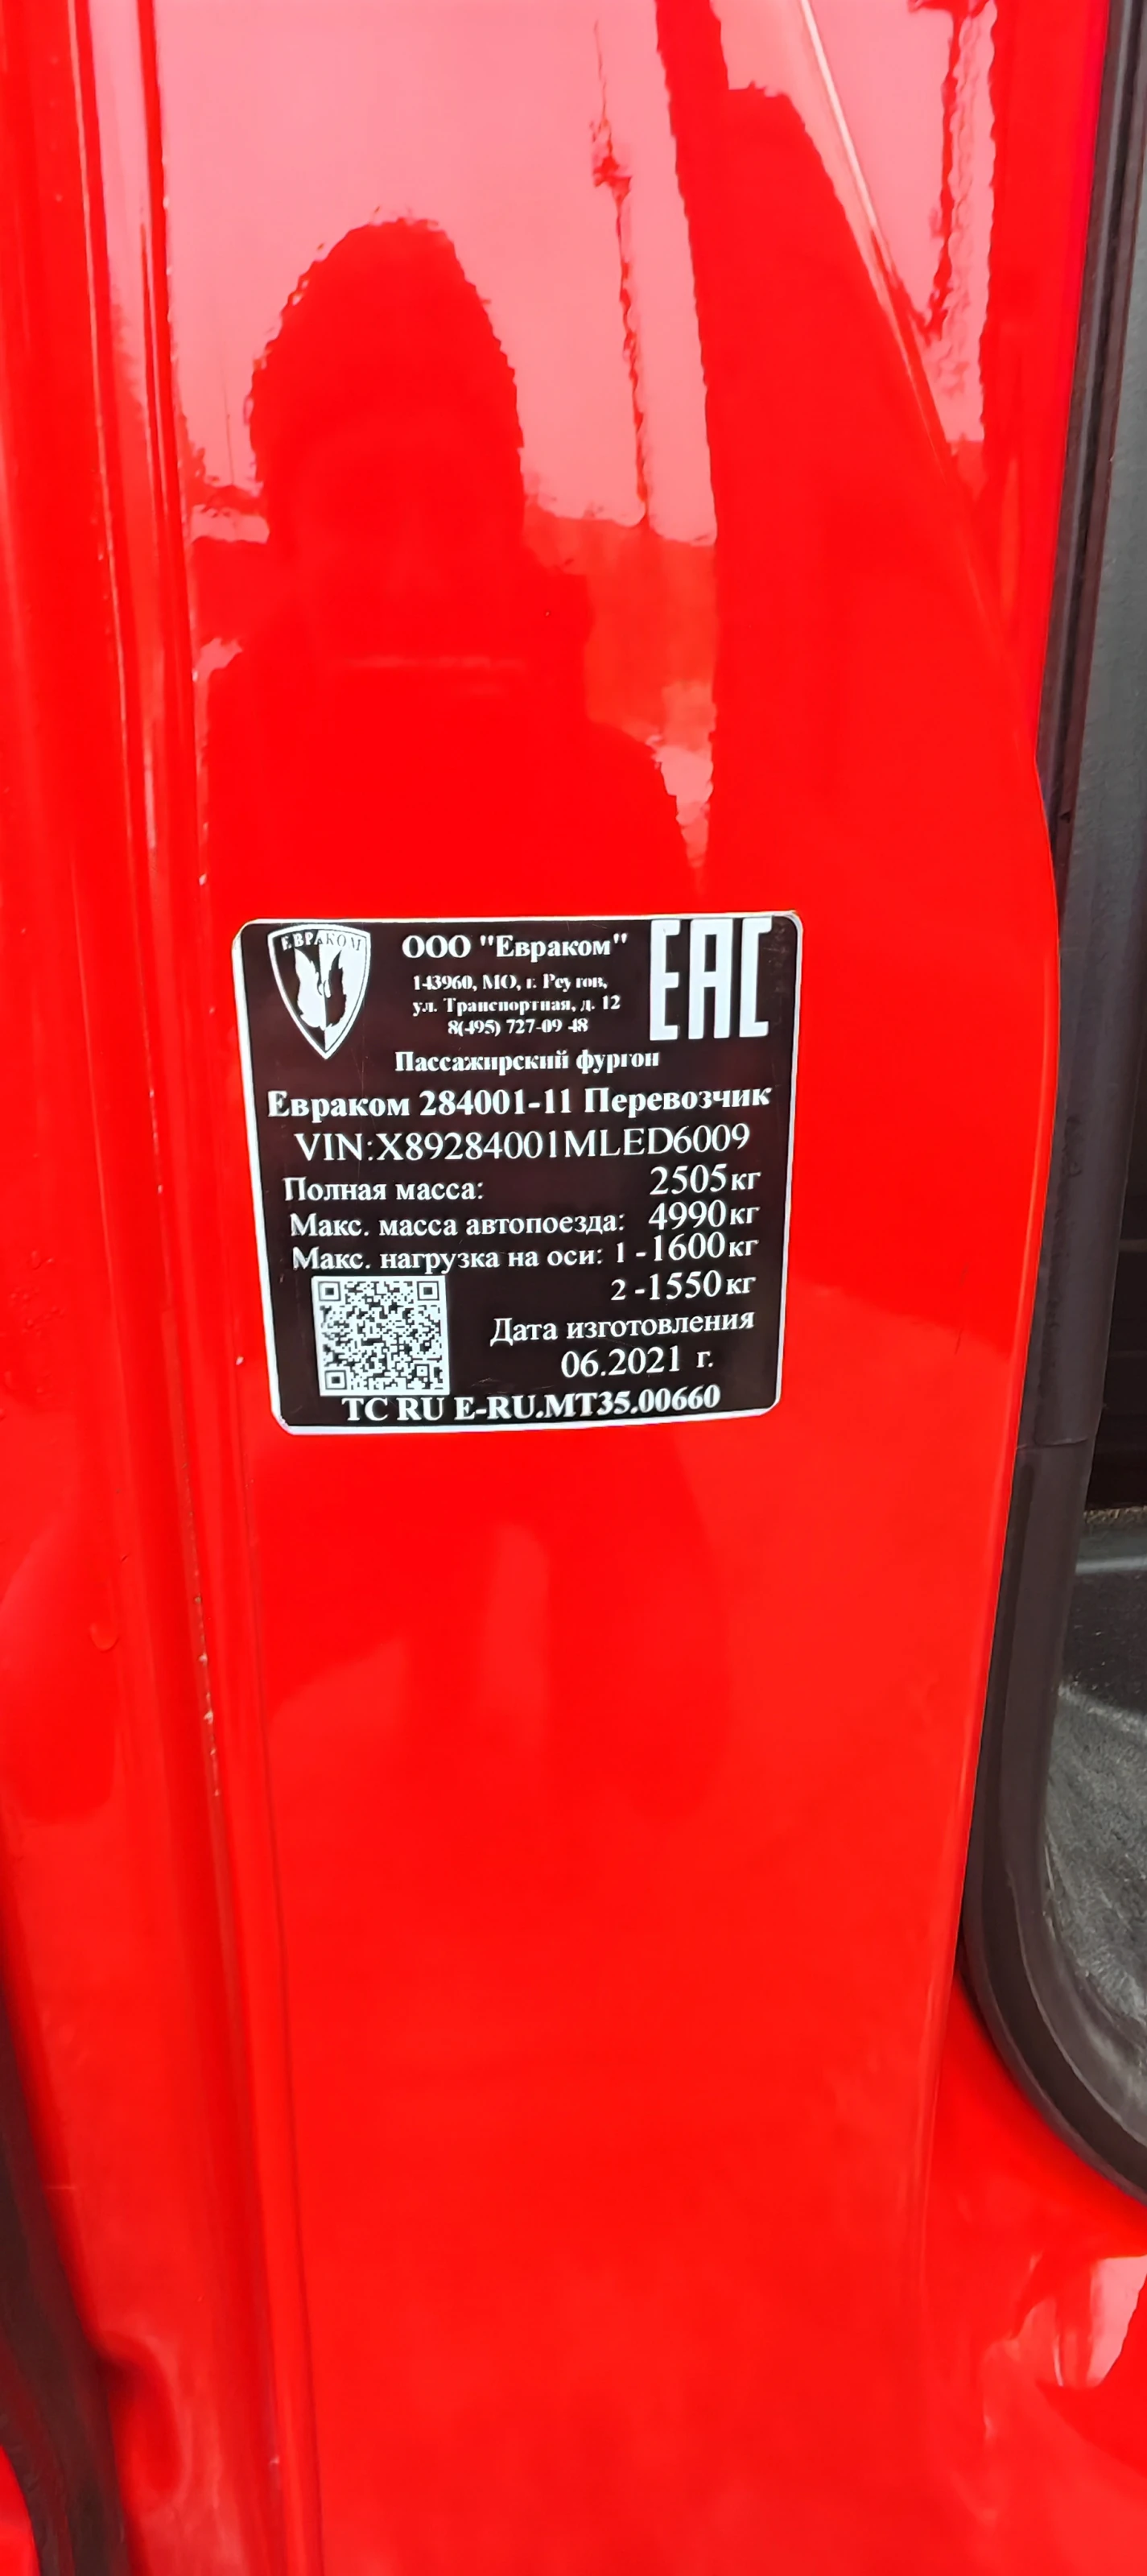 ЕВРАКОМ
ООО "Евраком"
143960, МО, г. Реутов,
ул. Транспортная, д. 12
8(495) 727-09-48
ЕАС
Пассажирский фургон
Евраком 284001-11 Перевозчик
VIN:X89284001MLED6009
Полная масса: 2505кг
Макс. масса автопоезда: 4990кг
Макс. нагрузка на оси: 1 -1600кг
2 -1550кг
Дата изготовления
06.2021 г.
ТС RU E-RU.MT35.00660